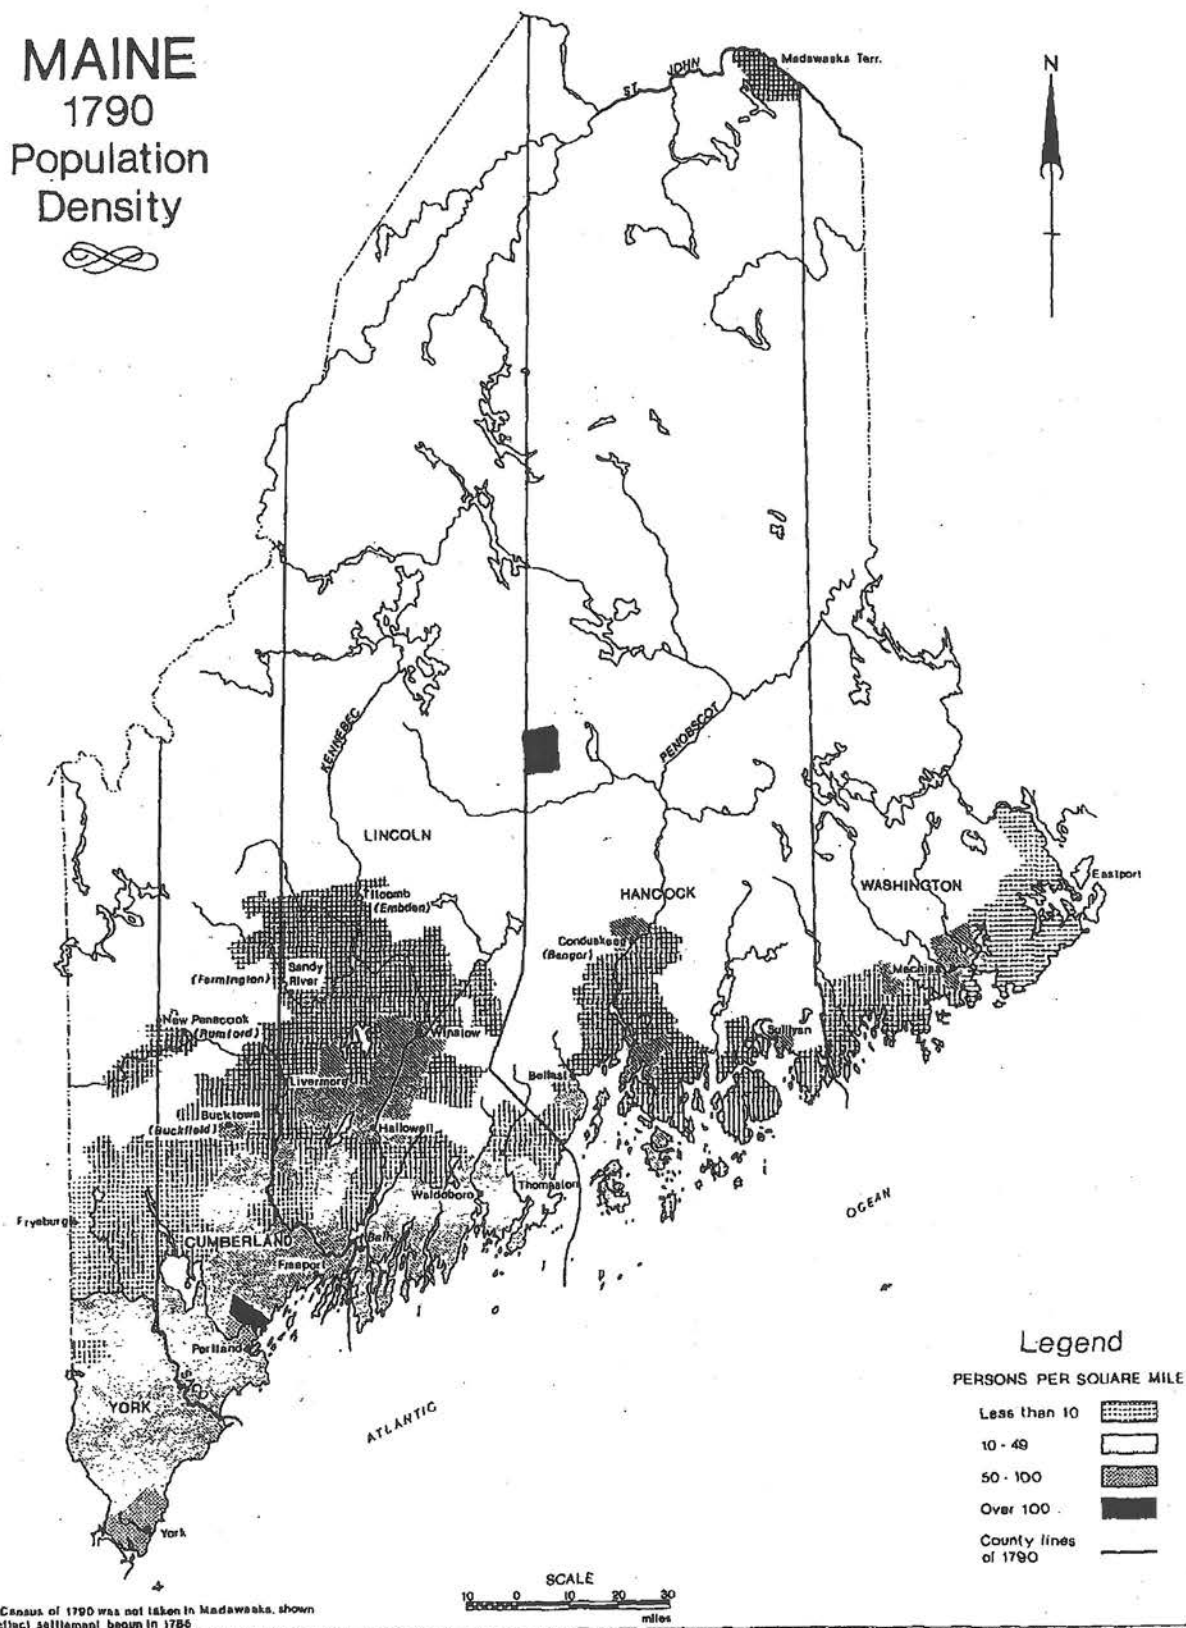 MAINE
1790
Population
Density
N
Madawaska Terr.
ST. JOHN
KENNEBEC
PENOBSCOT
LINCOLN
HANCOCK
WASHINGTON
Eastport
(Embden)
Conduskeag
(Bangor)
Sandy
River
(Farmington)
Machias
New Penacook
(Rumford)
Winslow
Sullivan
Belfast
Livermore
Bucktown
(Buckfield)
Hallowell
Waldoboro
Thomaston
Fryeburg
CUMBERLAND
Bath
Freeport
OCEAN
Portland
SACO
YORK
ATLANTIC
York
Legend
PERSONS PER SQUARE MILE
Less than 10
10 - 49
50 - 100
Over 100
County lines
of 1790
SCALE
10 0 10 20 30
miles
Census of 1790 was not taken in Madawaska, shown
settlement begun in 1785